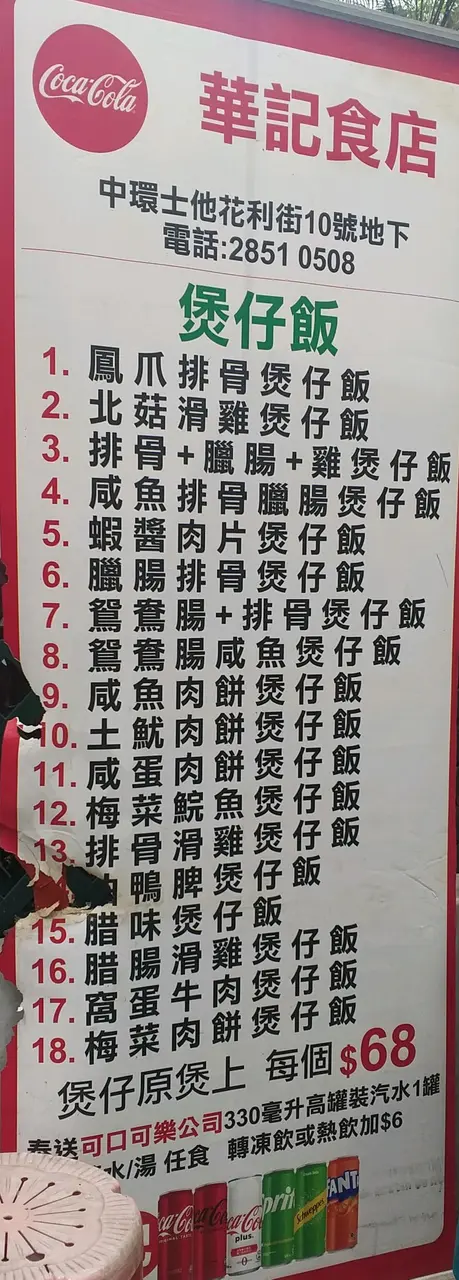 Coca-Cola
華記食店
中環士他花利街10號地下
電話:2851 0508
煲仔飯
1. 鳳爪排骨煲仔飯
2. 北菇滑雞煲仔飯
3. 排骨+臘腸+雞煲仔飯
4. 咸魚排骨臘腸煲仔飯
5. 蝦醬肉片煲仔飯
6. 臘腸排骨煲仔飯
7. 鴛鴦腸+排骨煲仔飯
8. 鴛鴦腸咸魚煲仔飯
9. 咸魚肉餅煲仔飯
10. 土魷肉餅煲仔飯
11. 咸蛋肉餅煲仔飯
12. 梅菜鯇魚煲仔飯
13. 排骨滑雞煲仔飯
鴨脾煲仔飯
15. 腊味煲仔飯
16. 腊腸滑雞煲仔飯
17. 窩蛋牛肉煲仔飯
18. 梅菜肉餅煲仔飯
煲仔原煲上 每個$68
奉送可口可樂公司330毫升高罐裝汽水1罐
水/湯 任食 轉凍飲或熱飲加$6
Coca-Cola
Coca-Cola plus
Schweppes